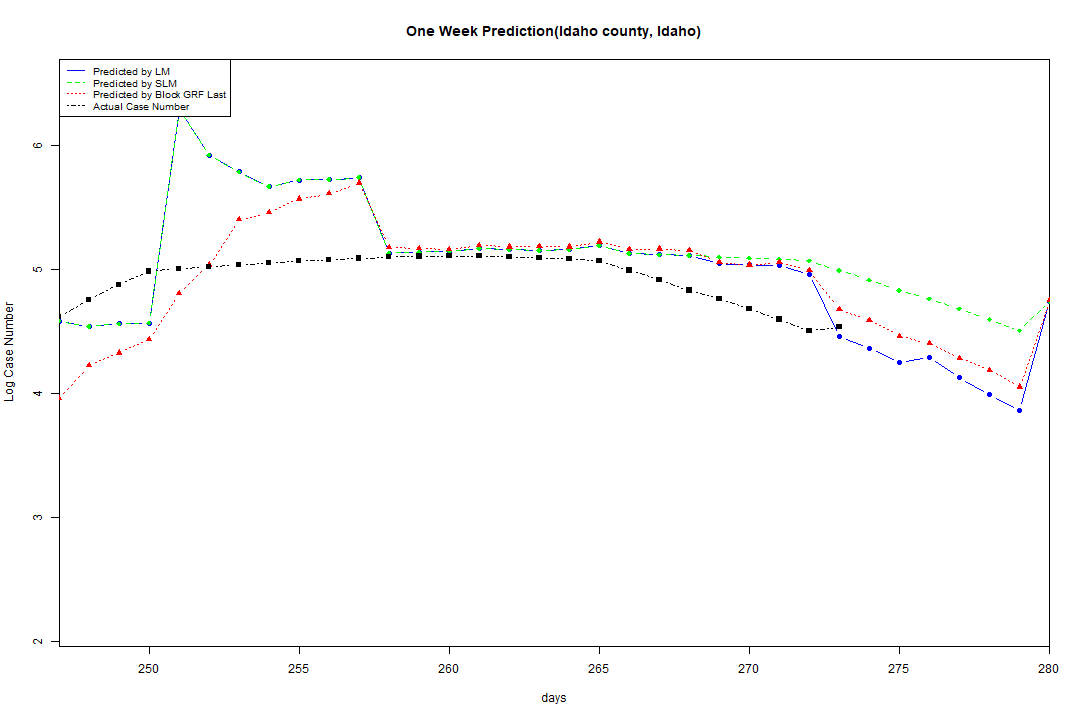 One Week Prediction(Idaho county, Idaho)
Predicted by LM
Predicted by SLM
Predicted by Block GRF Last
Actual Case Number
Log Case Number
6
5
4
3
2
250 255 260 265 270 275 280
days